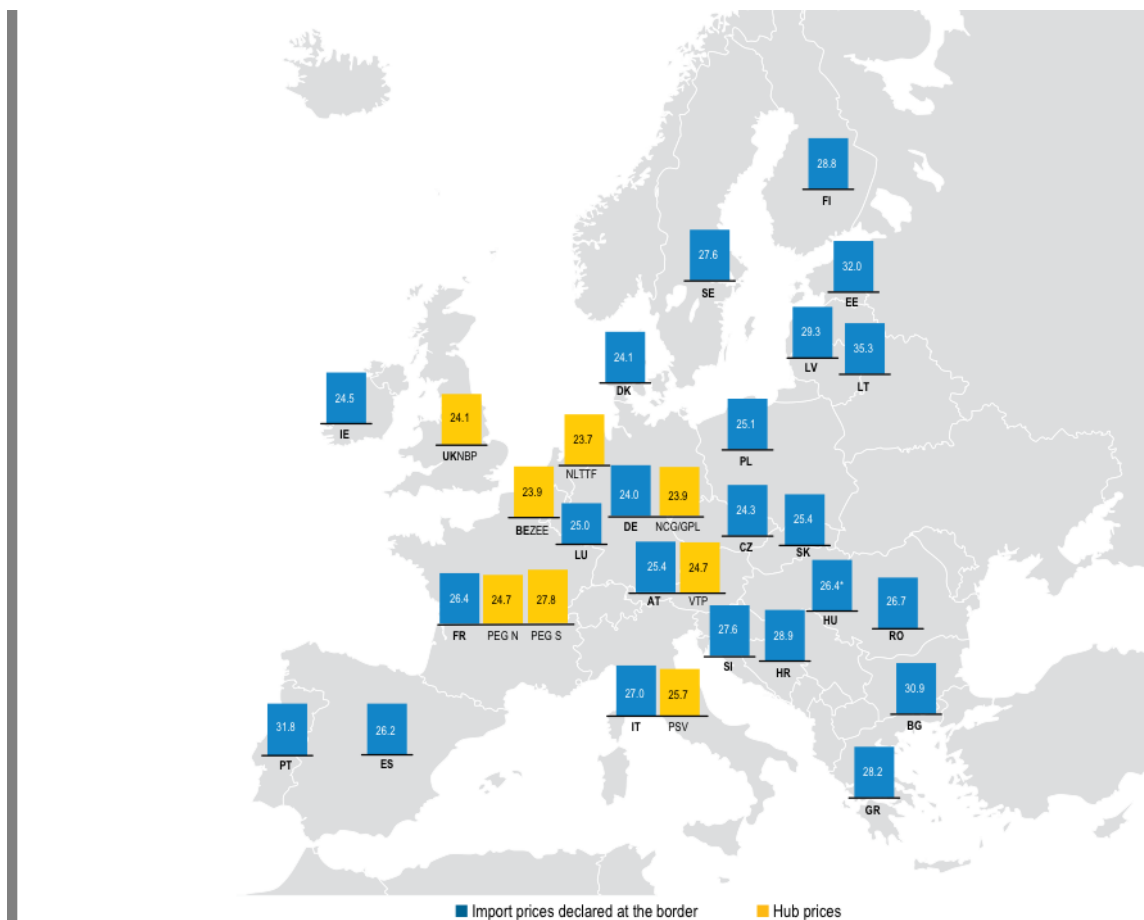 28.8
FI
27.6
SE
32.0
EE
29.3
LV
35.3
LT
24.1
DK
24.5
IE
24.1
UKNBP
25.1
PL
23.7
NLTTF
23.9
BEZEE
24.0
DE
23.9
NCG/GPL
25.0
LU
24.3
CZ
25.4
SK
25.4
AT
24.7
VTP
26.4*
HU
26.7
RO
26.4
FR
24.7
PEG N
27.8
PEG S
27.6
SI
28.9
HR
27.0
IT
25.7
PSV
30.9
BG
31.8
PT
26.2
ES
28.2
GR
Import prices declared at the border
Hub prices